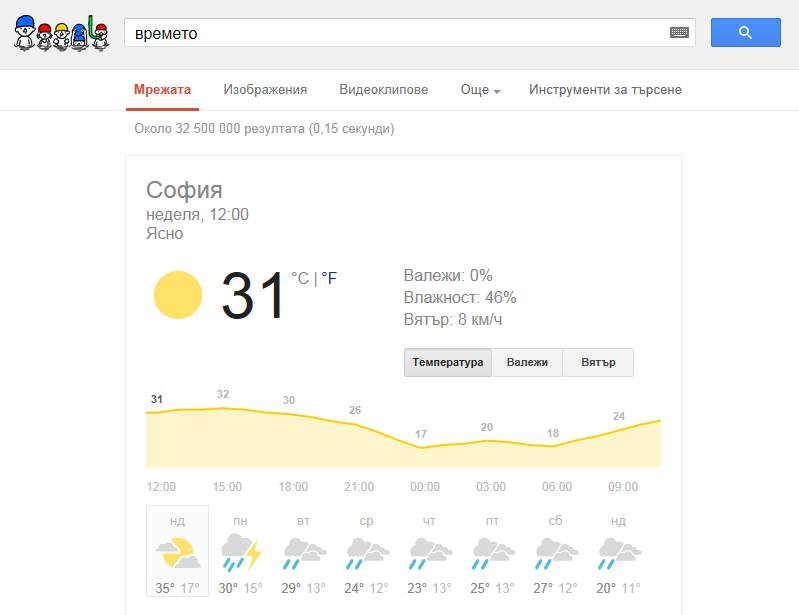 времето
Мрежата Изображения Видеоклипове Още Инструменти за търсене
Около 32 500 000 резултата (0,15 секунди)
София
неделя, 12:00
Ясно
31 °C | °F
Валежи: 0%
Влажност: 46%
Вятър: 8 км/ч
Температура Валежи Вятър
31 32 30 26 17 20 18 24
12:00 15:00 18:00 21:00 00:00 03:00 06:00 09:00
нд пн вт ср чт пт сб нд
35° 17° 30° 15° 29° 13° 24° 12° 23° 13° 25° 13° 27° 12° 20° 11°